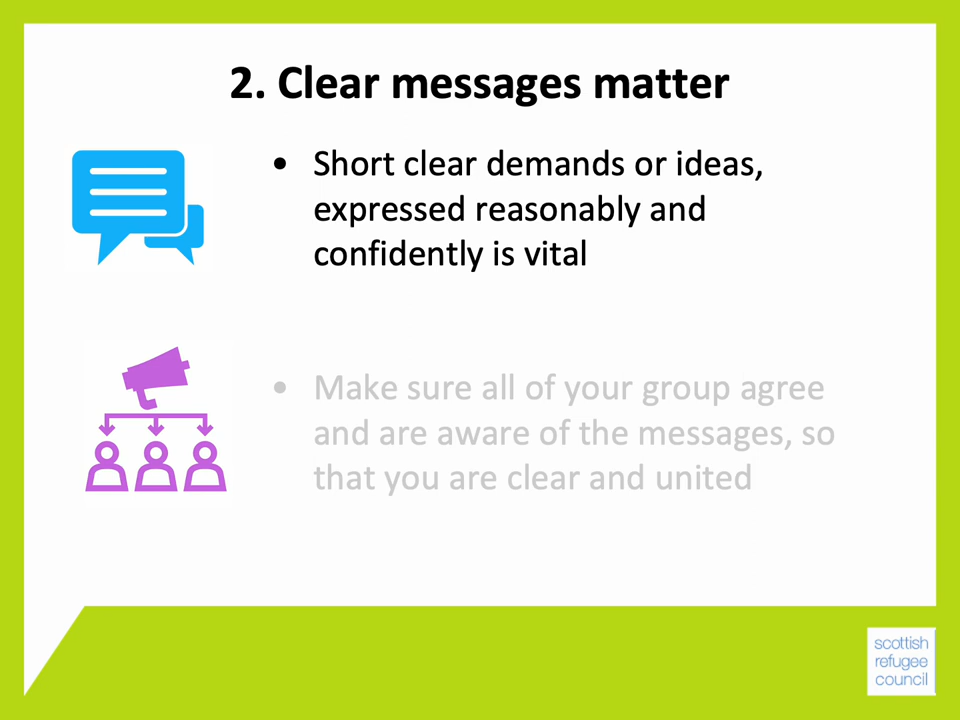 2. Clear messages matter
• Short clear demands or ideas,
expressed reasonably and
confidently is vital
• Make sure all of your group agree
and are aware of the messages, so
that you are clear and united
scottish
refugee
council